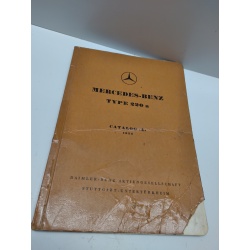 MERCEDES-BENZ
TYPE 220 a
CATALOG A
DAIMLER-BENZ AKTIENGESELLSCHAFT
STUTTGART-UNTERTÜRKHEIM